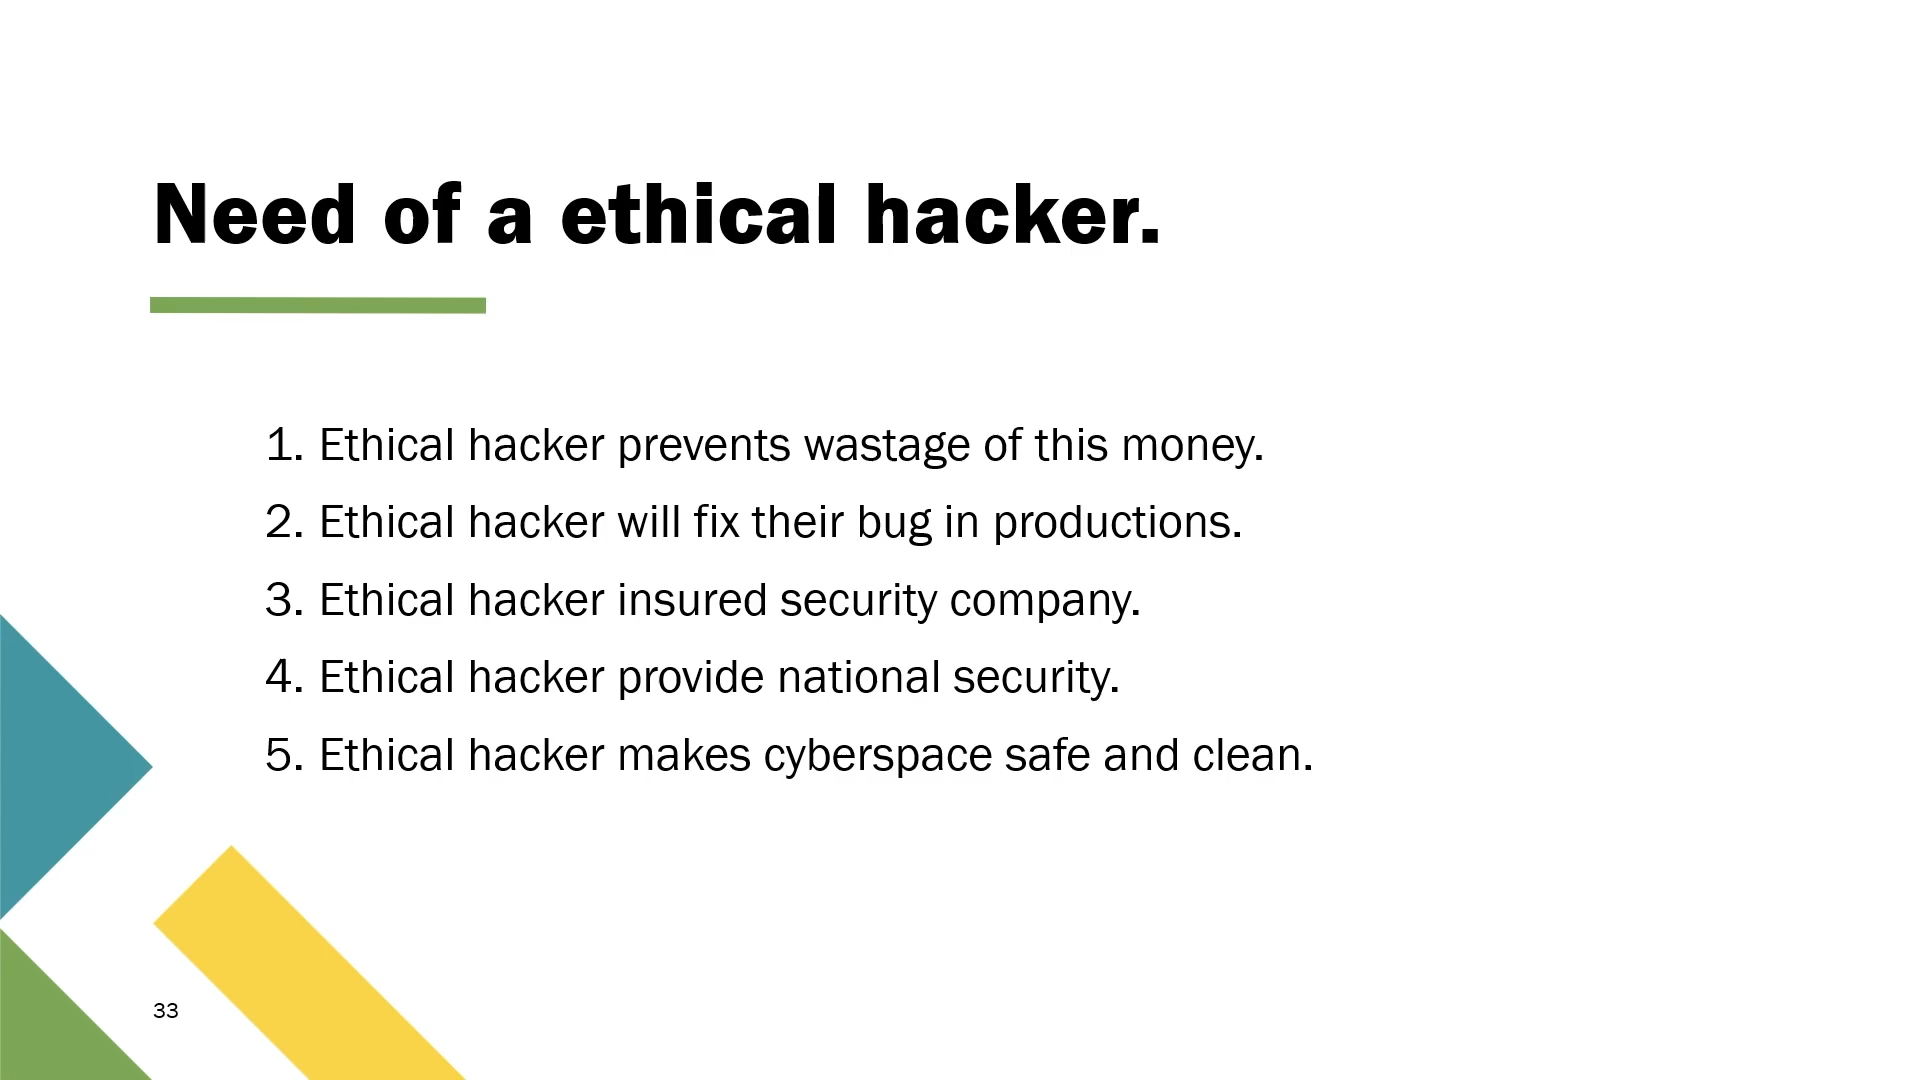 Need of a ethical hacker.
1. Ethical hacker prevents wastage of this money.
2. Ethical hacker will fix their bug in productions.
3. Ethical hacker insured security company.
4. Ethical hacker provide national security.
5. Ethical hacker makes cyberspace safe and clean.
33